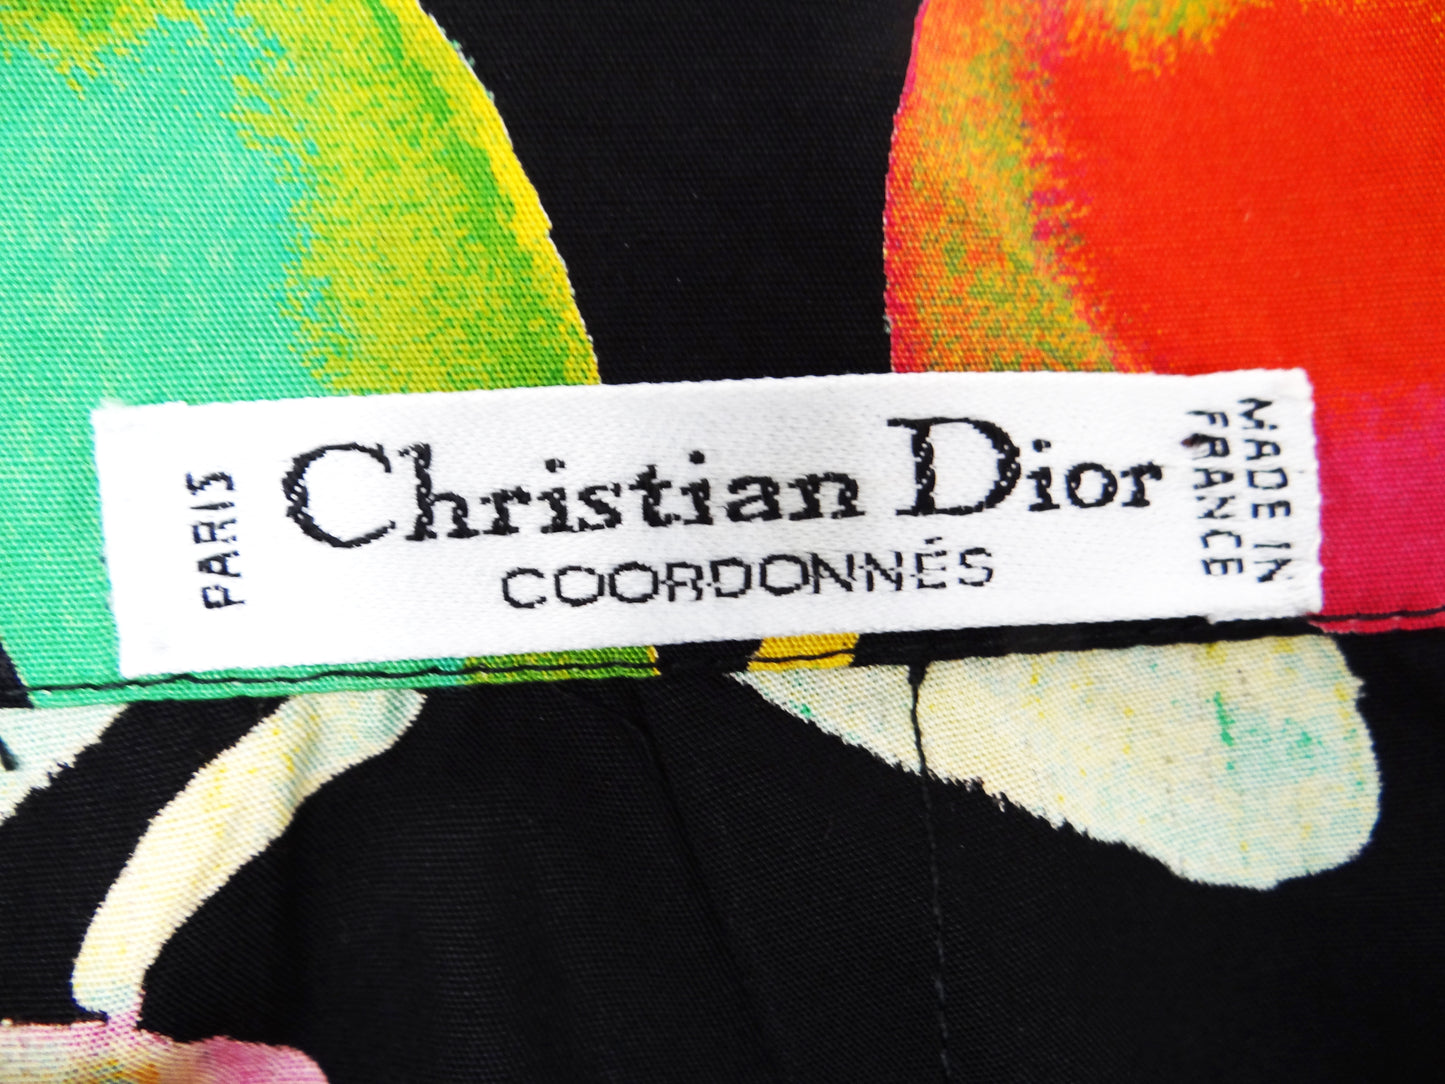 PARIS
Christian Dior
COORDONNÉS
MADE IN
FRANCE